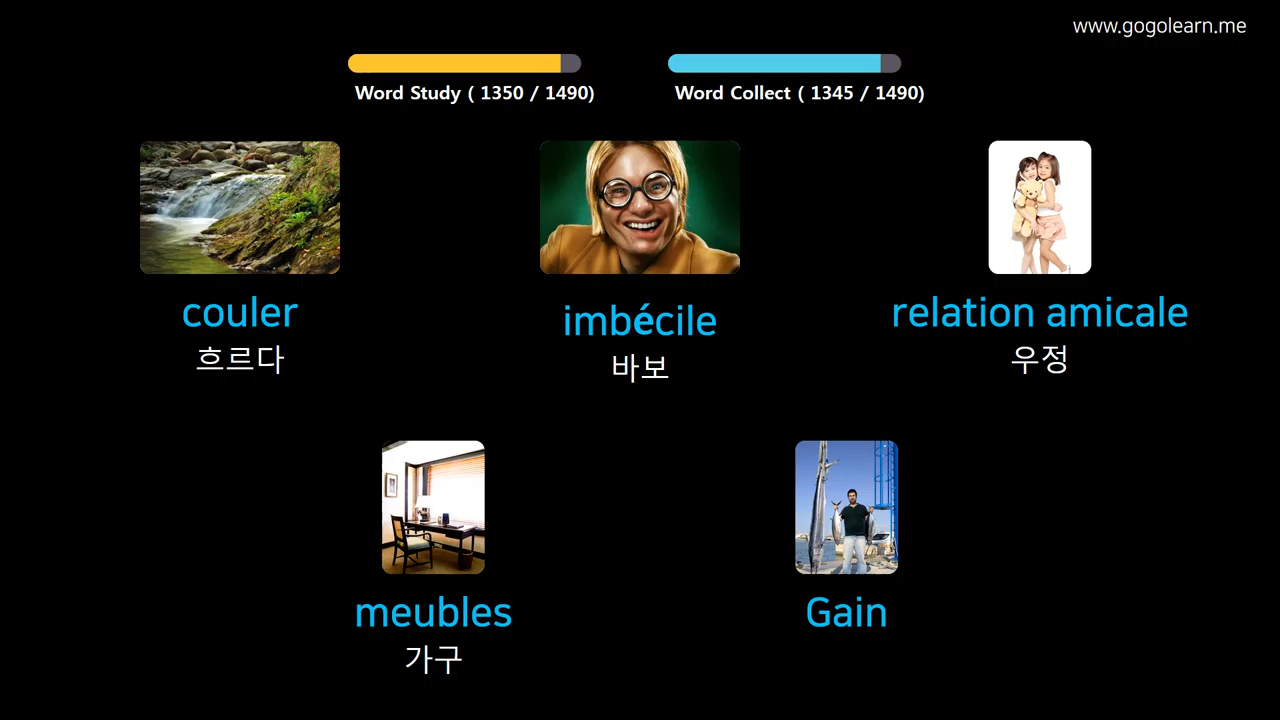 www.gogolearn.me
Word Study ( 1350 / 1490)
Word Collect ( 1345 / 1490)
couler
흐르다
imbécile
바보
relation amicale
우정
meubles
가구
Gain